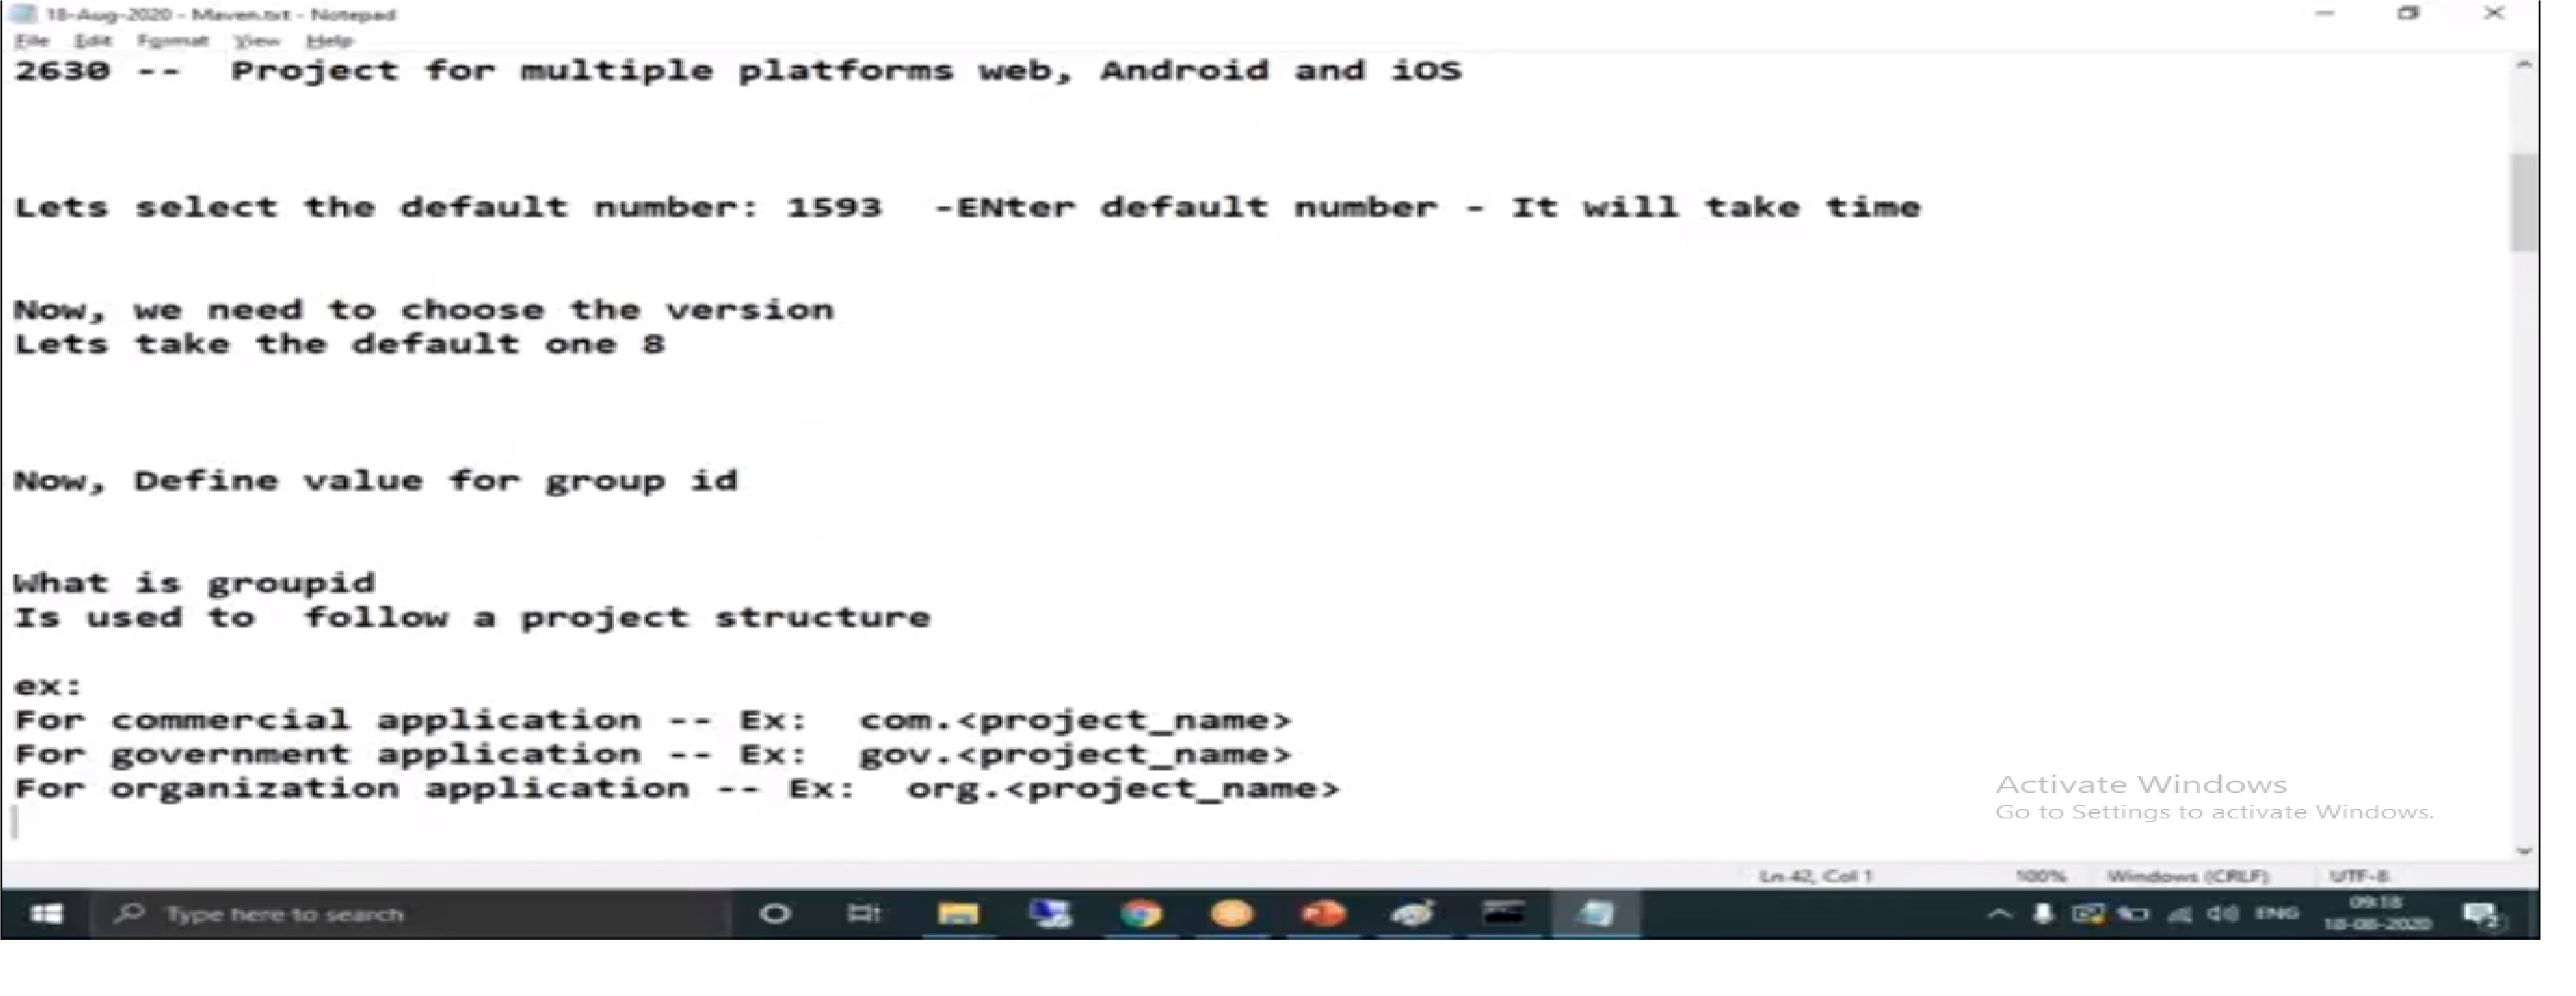 18-Aug-2020 - Maven.txt - Notepad
File Edit Format View Help
2630 -- Project for multiple platforms web, Android and iOS
Lets select the default number: 1593 -ENter default number - It will take time
Now, we need to choose the version
Lets take the default one 8
Now, Define value for group id
What is groupid
Is used to follow a project structure
ex:
For commercial application -- Ex: com.<project_name>
For government application -- Ex: gov.<project_name>
For organization application -- Ex: org.<project_name>
Activate Windows
Go to Settings to activate Windows.
Ln 42, Col 1 100% Windows (CRLF) UTF-8
Type here to search
ENG
09:18
18-08-2020
2